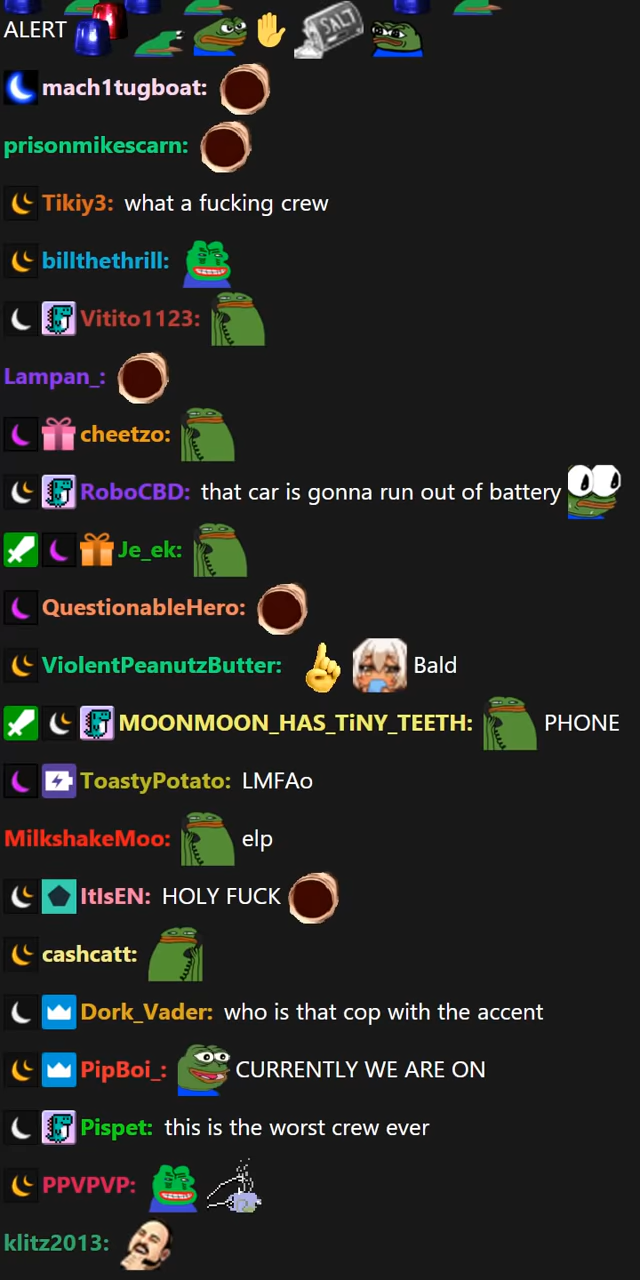 ALERT SALT
mach1tugboat:
prisonmikescarn:
Tikiy3: what a fucking crew
billthethrill:
Vitito1123:
Lampan_:
cheetzo:
RoboCBD: that car is gonna run out of battery
Je_ek:
QuestionableHero:
ViolentPeanutzButter: Bald
MOONMOON_HAS_TiNY_TEETH: PHONE
ToastyPotato: LMFAo
MilkshakeMoo: elp
ItIsEN: HOLY FUCK
cashcatt:
Dork_Vader: who is that cop with the accent
PipBoi_: CURRENTLY WE ARE ON
Pispet: this is the worst crew ever
PPVPVP:
klitz2013: